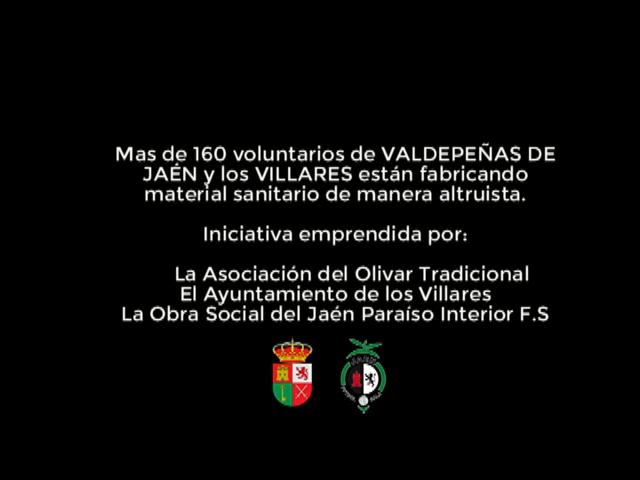 Mas de 160 voluntarios de VALDEPEÑAS DE
JAÉN y los VILLARES están fabricando
material sanitario de manera altruista.
Iniciativa emprendida por:
La Asociación del Olivar Tradicional
El Ayuntamiento de los Villares
La Obra Social del Jaén Paraíso Interior F.S